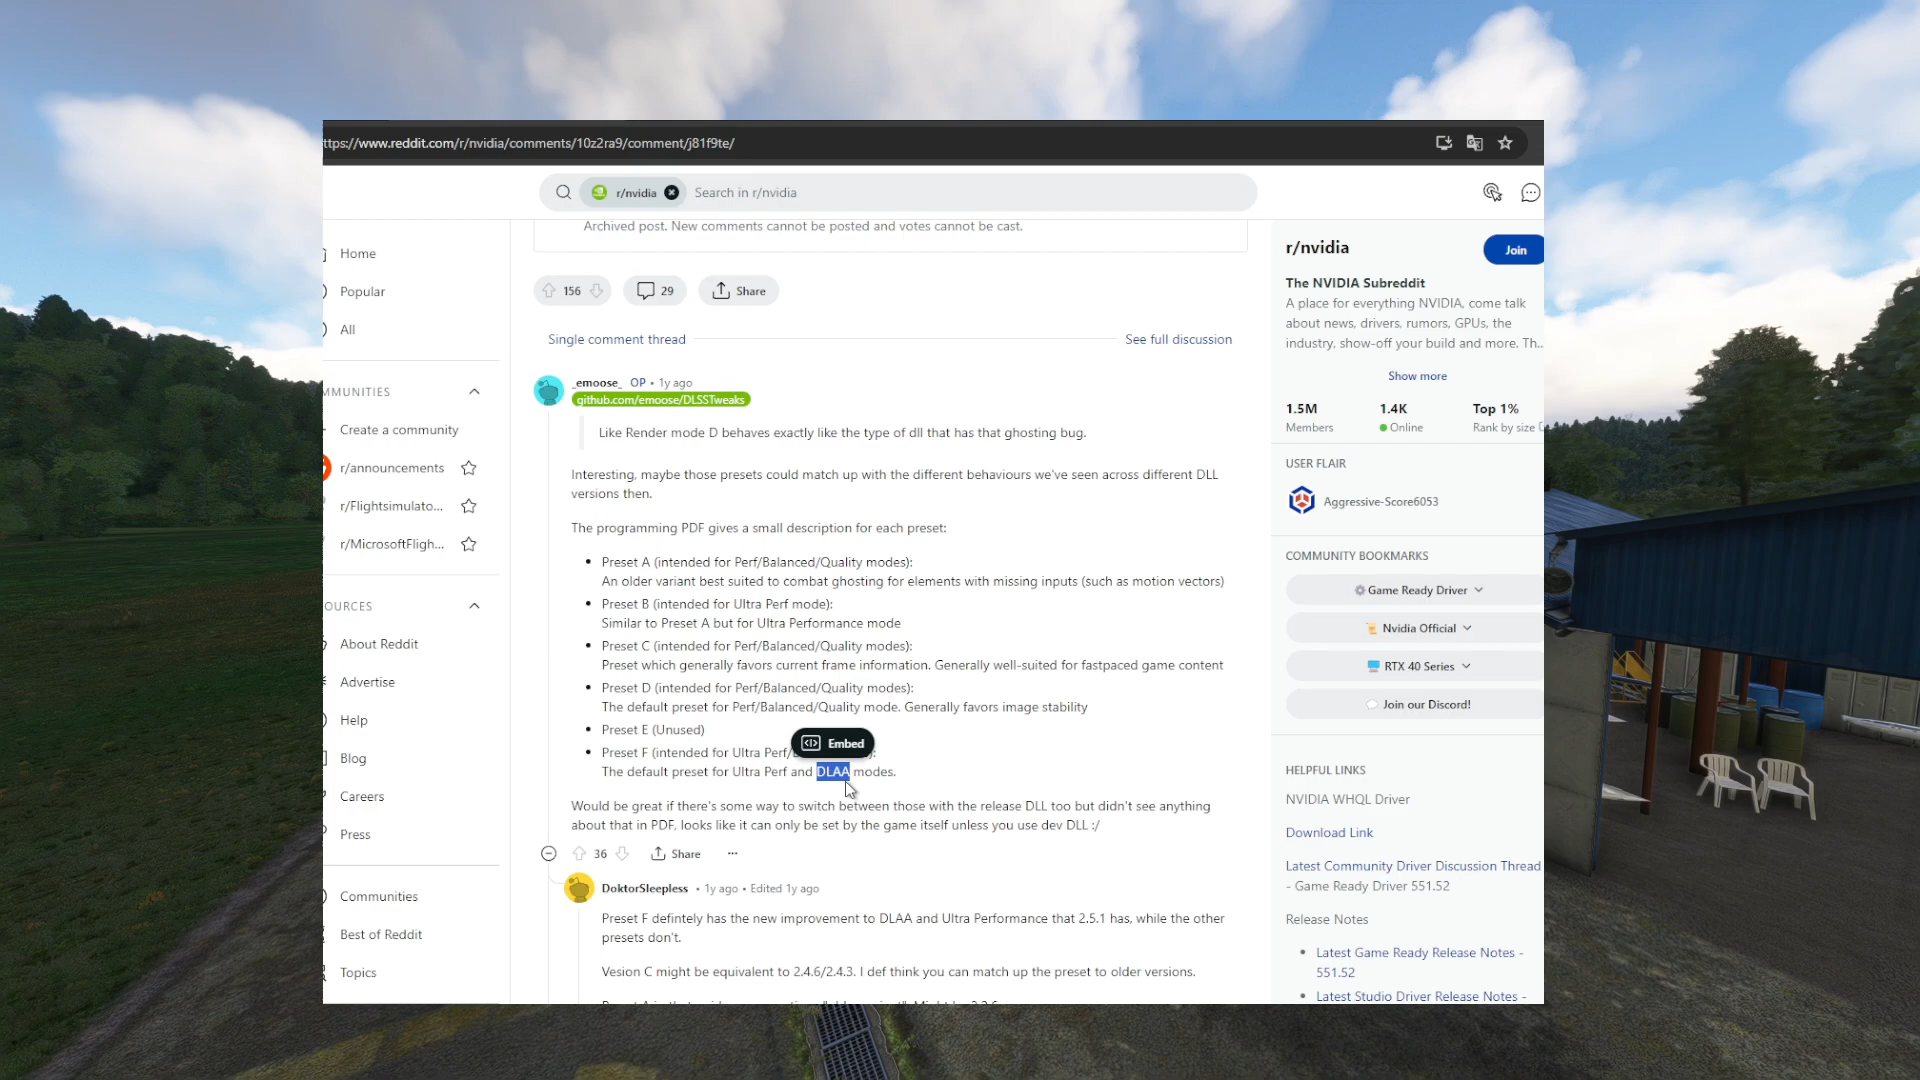 ttps://www.reddit.com/r/nvidia/comments/10z2ra9/comment/j81f9te/
r/nvidia
Search in r/nvidia
Archived post. New comments cannot be posted and votes cannot be cast.
156
29
Share
Single comment thread
See full discussion
Home
Popular
All
MMUNITIES
Create a community
r/announcements
r/Flightsimulato...
r/MicrosoftFligh...
OURCES
About Reddit
Advertise
Help
Blog
Careers
Press
Communities
Best of Reddit
Topics
_emoose_ OP • 1y ago
github.com/emoose/DLSSTweaks
Like Render mode D behaves exactly like the type of dll that has that ghosting bug.
Interesting, maybe those presets could match up with the different behaviours we've seen across different DLL
versions then.
The programming PDF gives a small description for each preset:
• Preset A (intended for Perf/Balanced/Quality modes):
An older variant best suited to combat ghosting for elements with missing inputs (such as motion vectors)
• Preset B (intended for Ultra Perf mode):
Similar to Preset A but for Ultra Performance mode
• Preset C (intended for Perf/Balanced/Quality modes):
Preset which generally favors current frame information. Generally well-suited for fastpaced game content
• Preset D (intended for Perf/Balanced/Quality modes):
The default preset for Perf/Balanced/Quality mode. Generally favors image stability
• Preset E (Unused)
Embed
• Preset F (intended for Ultra Perf/
The default preset for Ultra Perf and DLAA modes.
Would be great if there's some way to switch between those with the release DLL too but didn't see anything
about that in PDF, looks like it can only be set by the game itself unless you use dev DLL :/
36
Share
...
DoktorSleepless • 1y ago • Edited 1y ago
Preset F defintely has the new improvement to DLAA and Ultra Performance that 2.5.1 has, while the other
presets don't.
Vesion C might be equivalent to 2.4.6/2.4.3. I def think you can match up the preset to older versions.
r/nvidia
Join
The NVIDIA Subreddit
A place for everything NVIDIA, come talk
about news, drivers, rumors, GPUs, the
industry, show-off your build and more. Th...
Show more
1.5M
1.4K
Top 1%
Members
Online
Rank by size
USER FLAIR
Aggressive-Score6053
COMMUNITY BOOKMARKS
Game Ready Driver
Nvidia Official
RTX 40 Series
Join our Discord!
HELPFUL LINKS
NVIDIA WHQL Driver
Download Link
Latest Community Driver Discussion Thread
- Game Ready Driver 551.52
Release Notes
• Latest Game Ready Release Notes -
551.52
• Latest Studio Driver Release Notes -